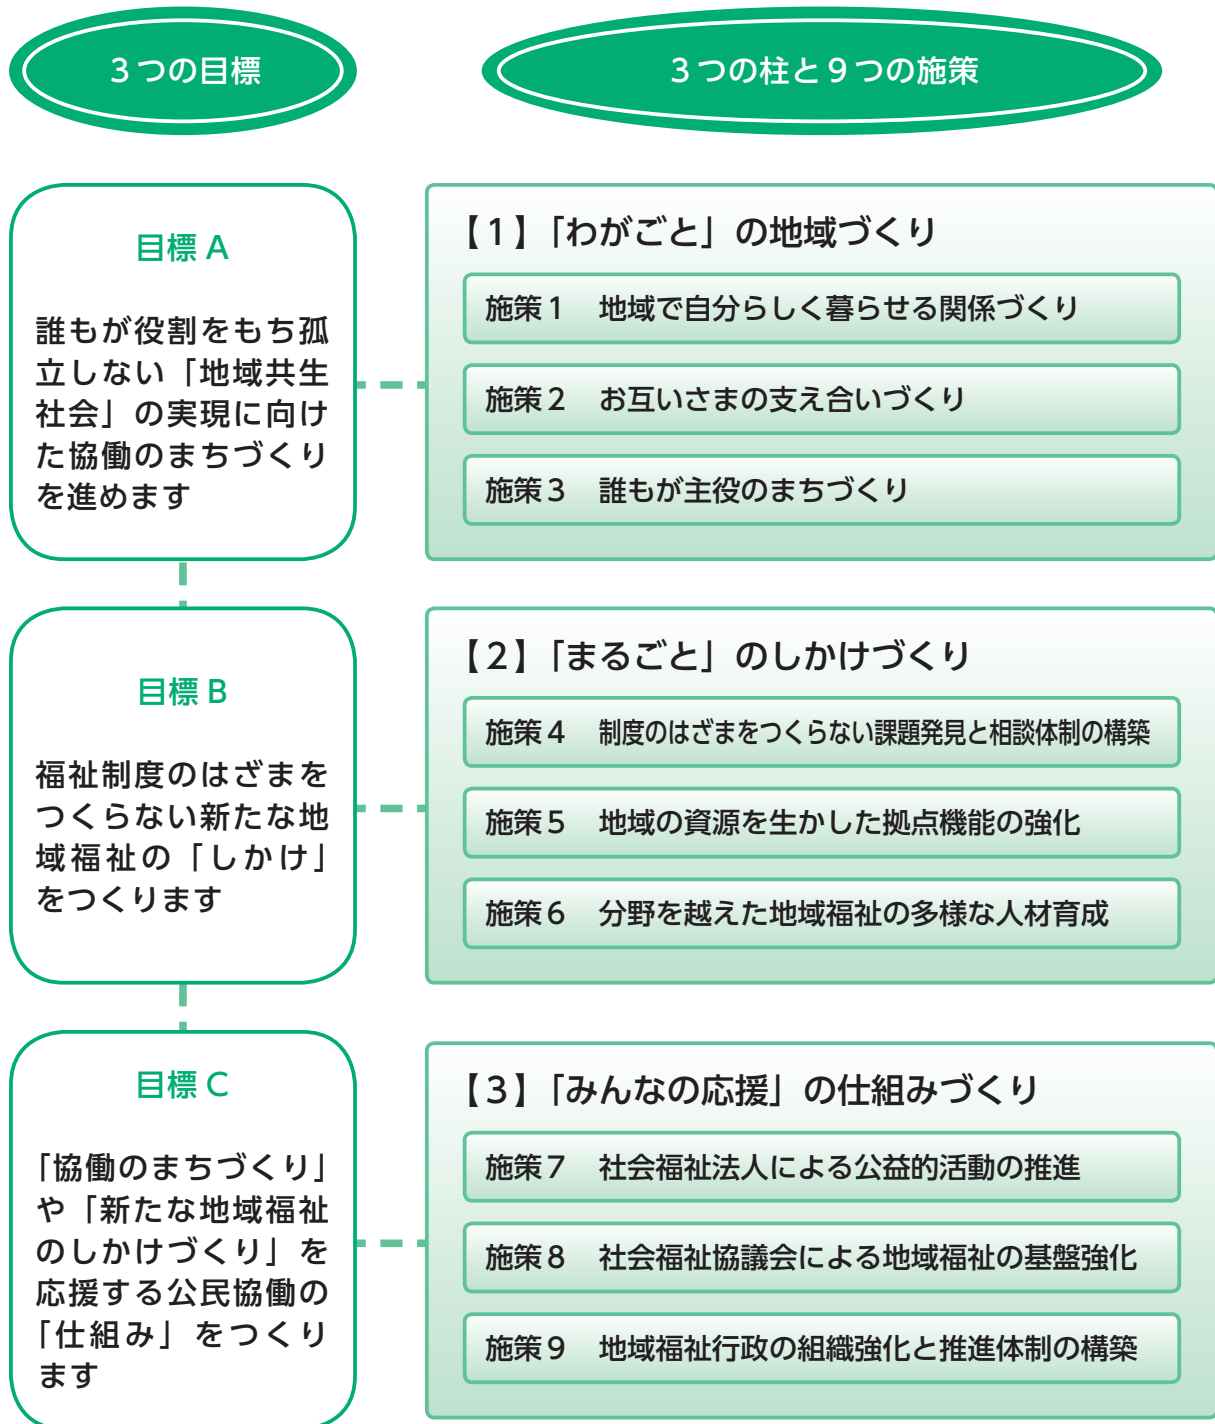 3つの目標
3つの柱と9つの施策
目標 A
誰もが役割をもち孤
立しない「地域共生
社会」の実現に向け
た協働のまちづくり
を進めます
【1】「わがごと」の地域づくり
施策1 地域で自分らしく暮らせる関係づくり
施策2 お互いさまの支え合いづくり
施策3 誰もが主役のまちづくり
目標 B
福祉制度のはざまを
つくらない新たな地
域福祉の「しかけ」
をつくります
【2】「まるごと」のしかけづくり
施策4 制度のはざまをつくらない課題発見と相談体制の構築
施策5 地域の資源を生かした拠点機能の強化
施策6 分野を越えた地域福祉の多様な人材育成
目標 C
「協働のまちづくり」
や「新たな地域福祉
のしかけづくり」を
応援する公民協働の
「仕組み」をつくり
ます
【3】「みんなの応援」の仕組みづくり
施策7 社会福祉法人による公益的活動の推進
施策8 社会福祉協議会による地域福祉の基盤強化
施策9 地域福祉行政の組織強化と推進体制の構築